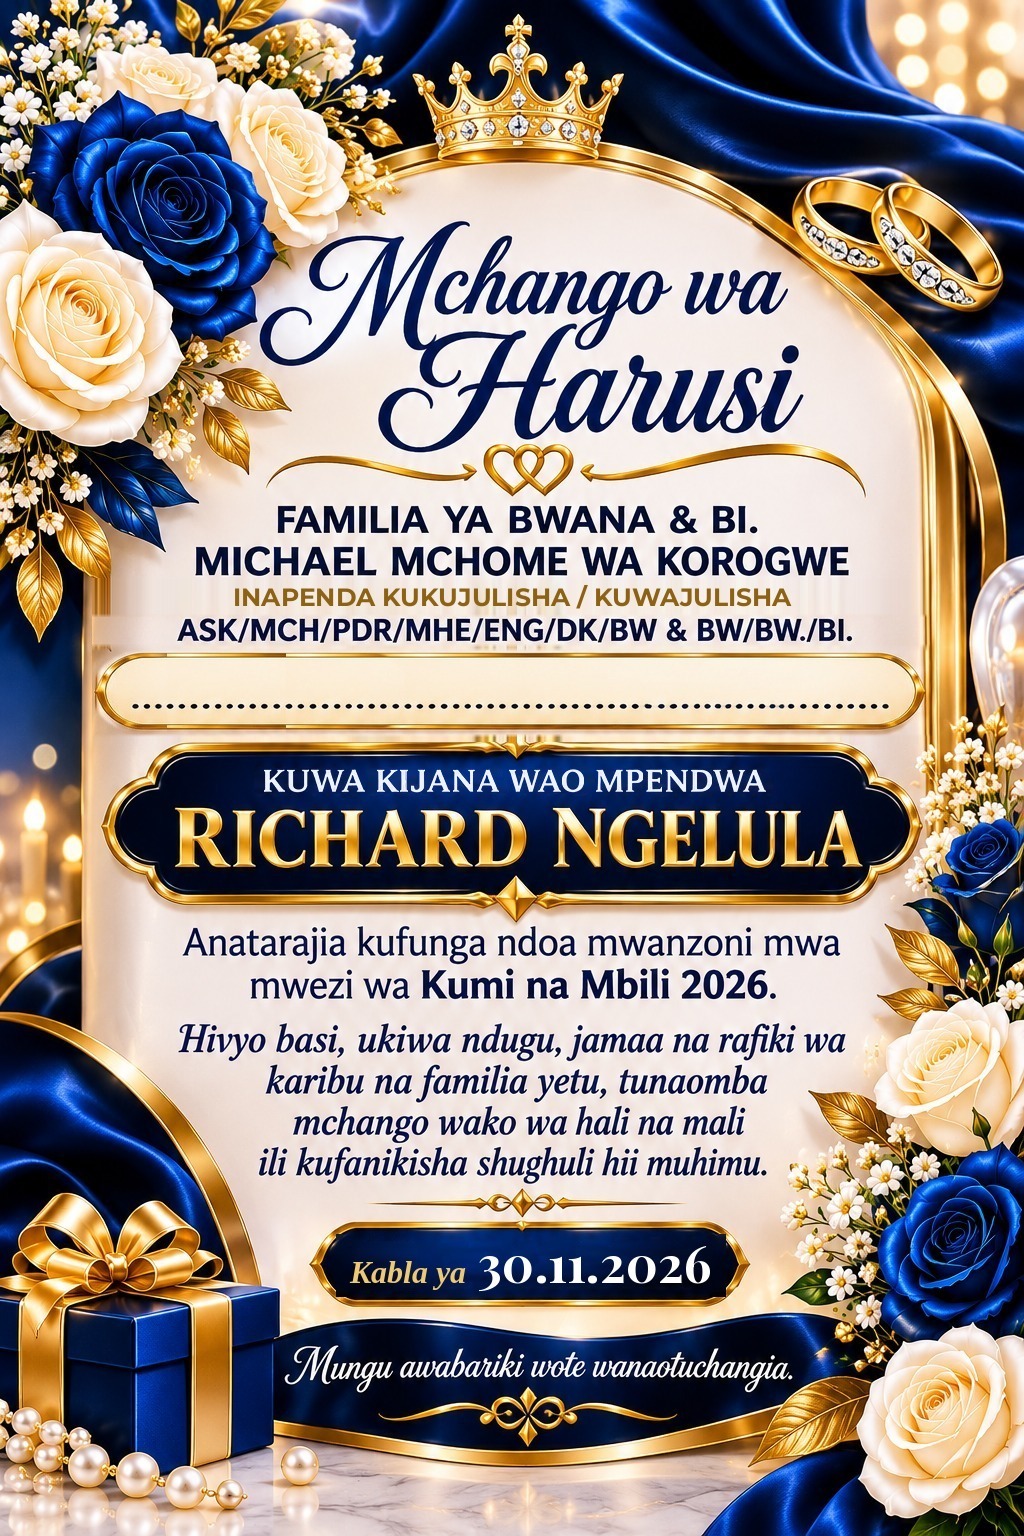 Mchango wa
Harusi
FAMILIA YA BWANA & BI.
MICHAEL MCHOME WA KOROGWE
INAPENDA KUKUJULISHA / KUWAJULISHA
ASK/MCH/PDR/MHE/ENG/DK/BW & BW/BW./BI.
................................................................................
KUWA KIJANA WAO MPENDWA
RICHARD NGELULA
Anatarajia kufunga ndoa mwanzoni mwa
mwezi wa Kumi na Mbili 2026.
Hivyo basi, ukiwa ndugu, jamaa na rafiki wa
karibu na familia yetu, tunaomba
mchango wako wa hali na mali
ili kufanikisha shughuli hii muhimu.
Kabla ya 30.11.2026
Mungu awabariki wote wanaotuchangia.